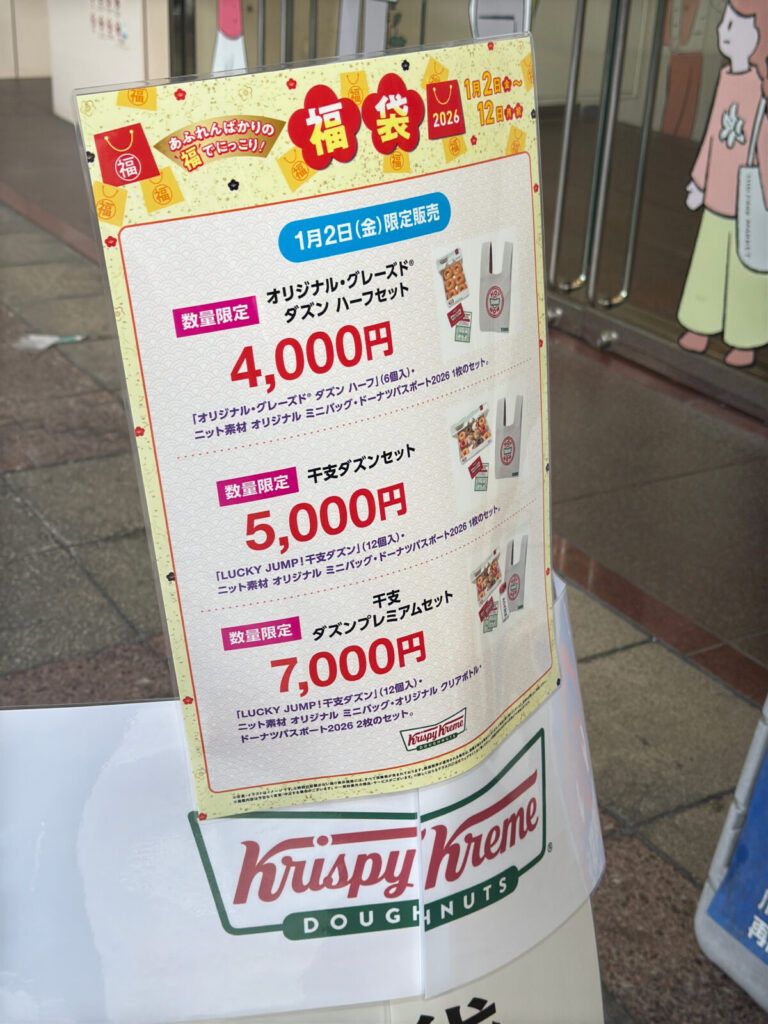 あふれんばかりの
福でにっこり!
福袋
2026
1月2日金〜
12日月祝
福
1月2日(金)限定販売
数量限定
オリジナル・グレーズド®
ダズン ハーフセット
4,000円
「オリジナル・グレーズド® ダズン ハーフ」(6個入)・
ニット素材 オリジナル ミニバッグ・ドーナツパスポート2026 1枚のセット。
数量限定
干支ダズンセット
5,000円
「LUCKY JUMP!干支ダズン」(12個入)・
ニット素材 オリジナル ミニバッグ・ドーナツパスポート2026 1枚のセット。
数量限定
干支
ダズンプレミアムセット
7,000円
「LUCKY JUMP!干支ダズン」(12個入)・
ニット素材 オリジナル ミニバッグ・オリジナル クリアボトル・
ドーナツパスポート2026 2枚のセット。
Krispy Kreme
DOUGHNUTS
Krispy Kreme®
DOUGHNUTS